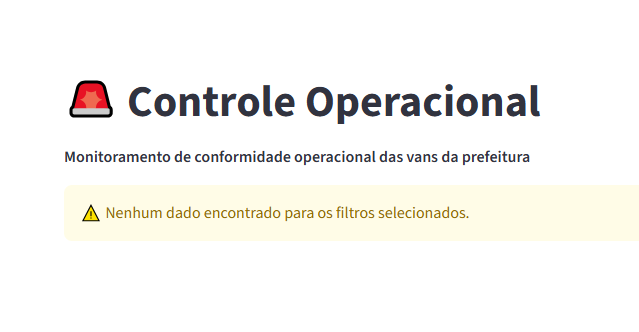 Controle Operacional
Monitoramento de conformidade operacional das vans da prefeitura
Nenhum dado encontrado para os filtros selecionados.